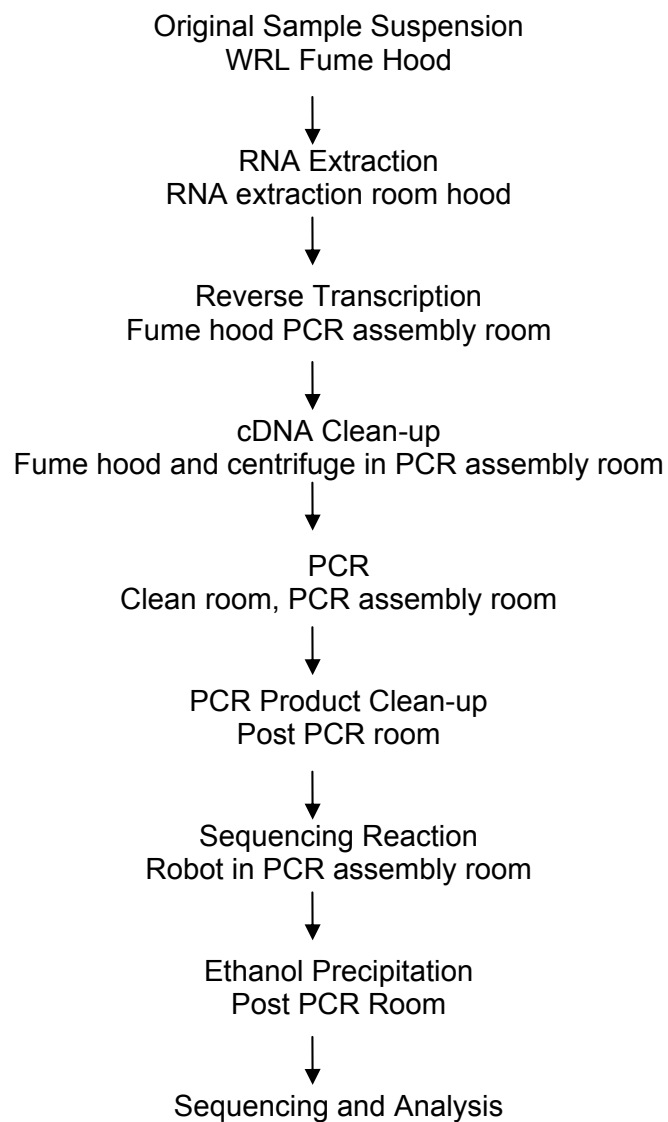 Original Sample Suspension
WRL Fume Hood
RNA Extraction
RNA extraction room hood
Reverse Transcription
Fume hood PCR assembly room
cDNA Clean-up
Fume hood and centrifuge in PCR assembly room
PCR
Clean room, PCR assembly room
PCR Product Clean-up
Post PCR room
Sequencing Reaction
Robot in PCR assembly room
Ethanol Precipitation
Post PCR Room
Sequencing and Analysis